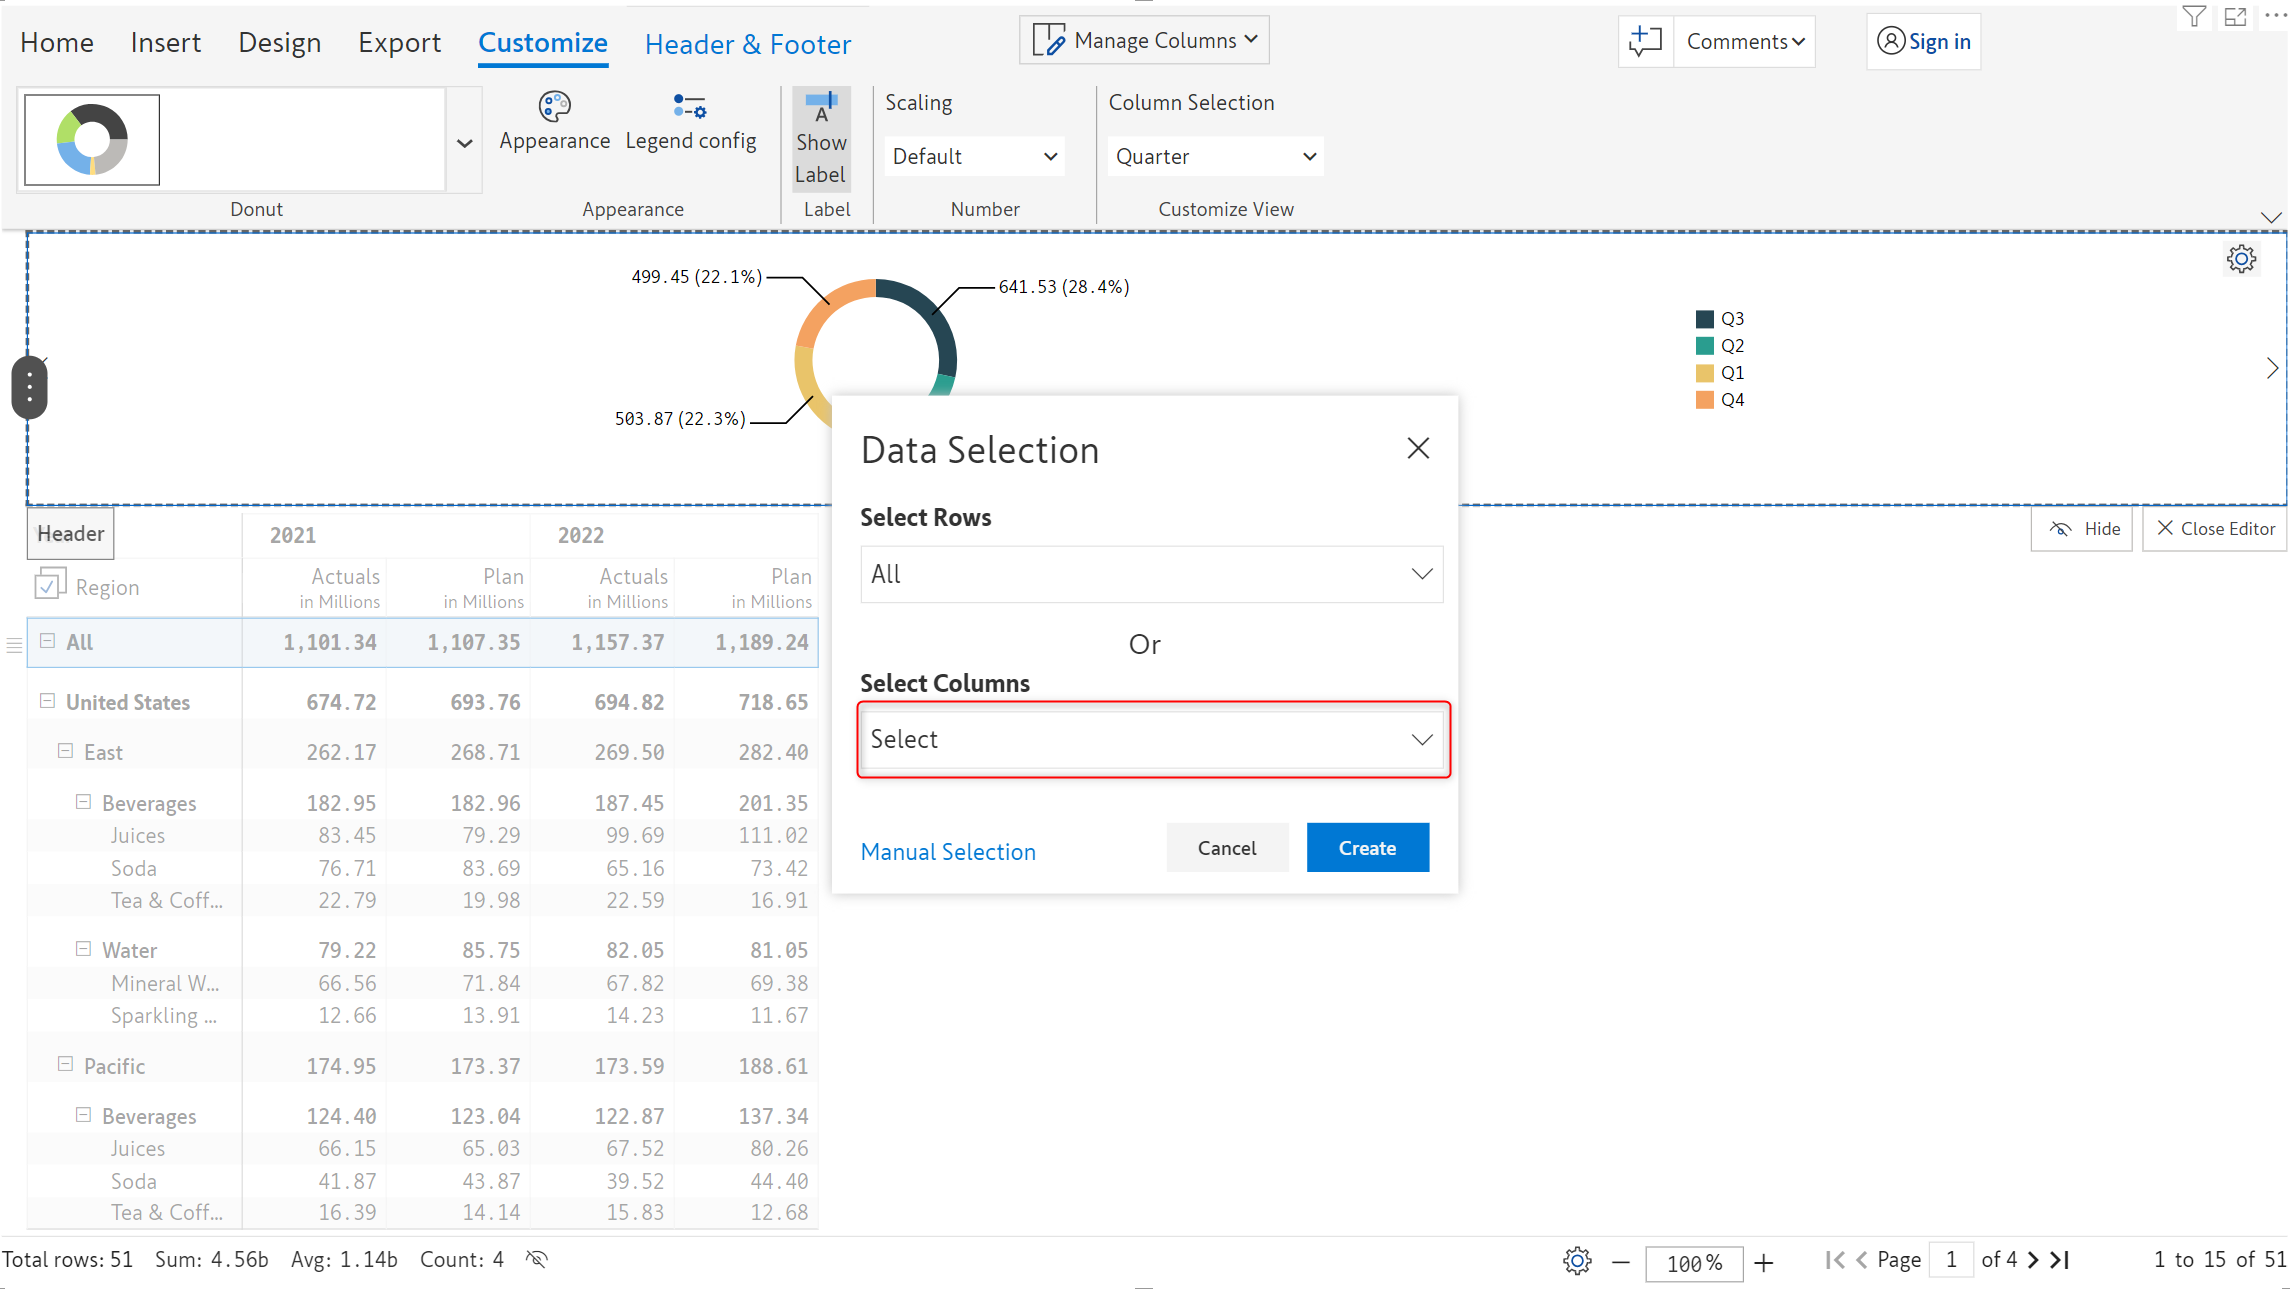 Home Insert Design Export Customize Header & Footer Manage Columns Comments Sign in
Appearance Legend config Show Label
Scaling
Default
Column Selection
Quarter
Donut Appearance Label Number Customize View
499.45 (22.1%)
641.53 (28.4%)
503.87 (22.3%)
Q3
Q2
Q1
Q4
Data Selection
Select Rows
All
Or
Select Columns
Select
Manual Selection Cancel Create
Header 2021 2022 Hide Close Editor
Region Actuals in Millions Plan in Millions Actuals in Millions Plan in Millions
All 1,101.34 1,107.35 1,157.37 1,189.24
United States 674.72 693.76 694.82 718.65
East 262.17 268.71 269.50 282.40
Beverages 182.95 182.96 187.45 201.35
Juices 83.45 79.29 99.69 111.02
Soda 76.71 83.69 65.16 73.42
Tea & Coff... 22.79 19.98 22.59 16.91
Water 79.22 85.75 82.05 81.05
Mineral W... 66.56 71.84 67.82 69.38
Sparkling ... 12.66 13.91 14.23 11.67
Pacific 174.95 173.37 173.59 188.61
Beverages 124.40 123.04 122.87 137.34
Juices 66.15 65.03 67.52 80.26
Soda 41.87 43.87 39.52 44.40
Tea & Coff... 16.39 14.14 15.83 12.68
Total rows: 51 Sum: 4.56b Avg: 1.14b Count: 4 100% Page 1 of 4 1 to 15 of 51